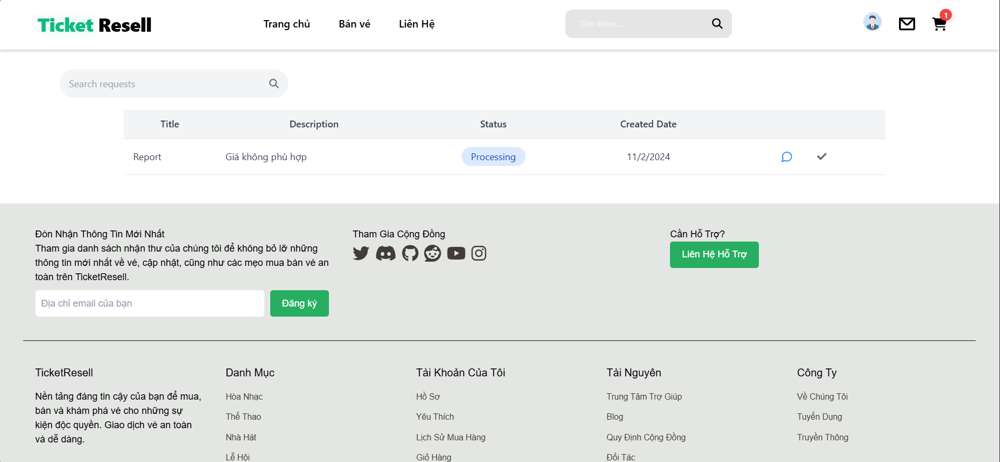 Ticket Resell
Trang chủ
Bán vé
Liên Hệ
Tìm kiếm...
1
Search requests
Title Description Status Created Date
Report Giá không phù hợp Processing 11/2/2024
Đón Nhận Thông Tin Mới Nhất
Tham gia danh sách nhận thư của chúng tôi để không bỏ lỡ những
thông tin mới nhất về vé, cập nhật, cũng như các mẹo mua bán vé an
toàn trên TicketResell.
Địa chỉ email của bạn
Đăng ký
Tham Gia Cộng Đồng
Cần Hỗ Trợ?
Liên Hệ Hỗ Trợ
TicketResell
Nền tảng đáng tin cậy của bạn để mua,
bán và khám phá vé cho những sự
kiện độc quyền. Giao dịch vé an toàn
và dễ dàng.
Danh Mục
Hòa Nhạc
Thể Thao
Nhà Hát
Lễ Hội
Tài Khoản Của Tôi
Hồ Sơ
Yêu Thích
Lịch Sử Mua Hàng
Giỏ Hàng
Tài Nguyên
Trung Tâm Trợ Giúp
Blog
Quy Định Cộng Đồng
Đối Tác
Công Ty
Về Chúng Tôi
Tuyển Dụng
Truyền Thông